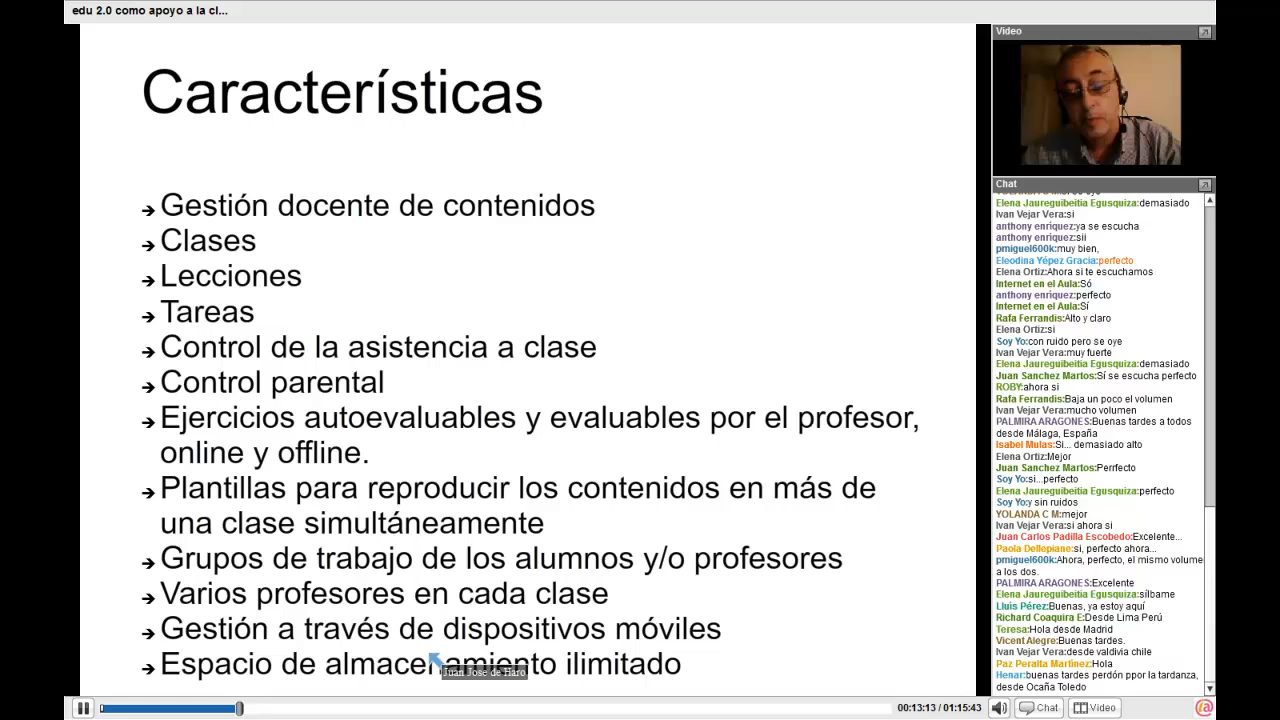 edu 2.0 como apoyo a la cl...
Características
Gestión docente de contenidos
Clases
Lecciones
Tareas
Control de la asistencia a clase
Control parental
Ejercicios autoevaluables y evaluables por el profesor,
online y offline.
Plantillas para reproducir los contenidos en más de
una clase simultáneamente
Grupos de trabajo de los alumnos y/o profesores
Varios profesores en cada clase
Gestión a través de dispositivos móviles
Espacio de almacenamiento ilimitado
Juan José de Haro
Video
Chat
Elena Jaureguibeitia Egusquiza:demasiado
Ivan Vejar Vera:si
anthony enriquez:ya se escucha
anthony enriquez:sii
pmiguel600k:muy bien,
Eleodina Yépez Gracia:perfecto
Elena Ortiz:Ahora si te escuchamos
Internet en el Aula:Só
anthony enriquez:perfecto
Internet en el Aula:Sí
Rafa Ferrandis:Alto y claro
Elena Ortiz:si
Soy Yo:con ruido pero se oye
Ivan Vejar Vera:muy fuerte
Elena Jaureguibeitia Egusquiza:demasiado
Juan Sanchez Martos:Sí se escucha perfecto
ROBY:ahora si
Rafa Ferrandis:Baja un poco el volumen
Ivan Vejar Vera:mucho volumen
PALMIRA ARAGONES:Buenas tardes a todos
desde Málaga, España
Isabel Mulas:Si... demasiado alto
Elena Ortiz:Mejor
Juan Sanchez Martos:Perrfecto
Soy Yo:si...perfecto
Elena Jaureguibeitia Egusquiza:perfecto
Soy Yo:y sin ruidos
YOLANDA C M:mejor
Ivan Vejar Vera:si ahora si
Juan Carlos Padilla Escobedo:Excelente...
Paola Dellepiane:si, perfecto ahora...
pmiguel600k:Ahora, perfecto, el mismo volume
a los dos.
PALMIRA ARAGONES:Excelente
Elena Jaureguibeitia Egusquiza:sílbame
Lluís Pérez:Buenas, ya estoy aquí
Richard Coaquira E:Desde Lima Perú
Teresa:Hola desde Madrid
Vicent Alegre:Buenas tardes.
Ivan Vejar Vera:desde valdivia chile
Paz Peralta Martínez:Hola
Henar:buenas tardes perdón ppor la tardanza,
desde Ocaña Toledo
00:13:13 / 01:15:43
Chat
Video